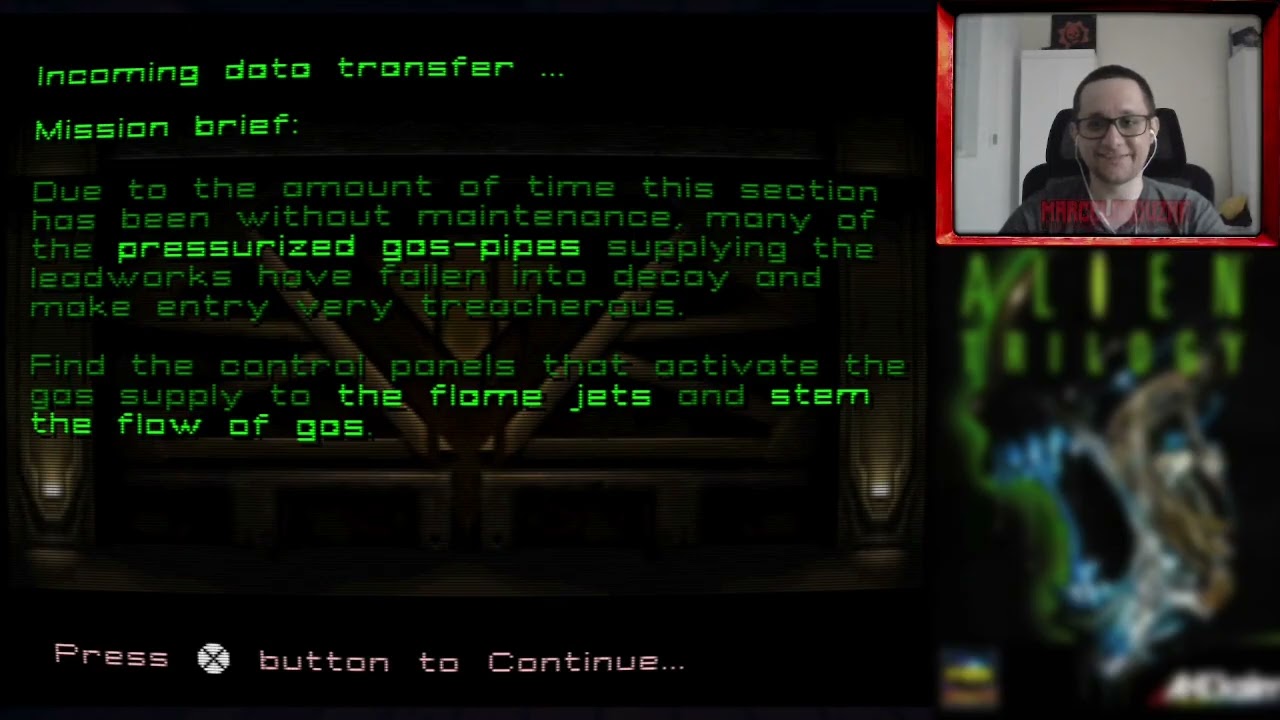 Incoming data transfer ...
Mission brief:
Due to the amount of time this section
has been without maintenance, many of
the pressurized gas-pipes supplying the
leadworks have fallen into decay and
make entry very treacherous.
Find the control panels that activate the
gas supply to the flame jets and stem
the flow of gas.
Press X button to Continue...
ALIEN
TRILOGY
AKClaim